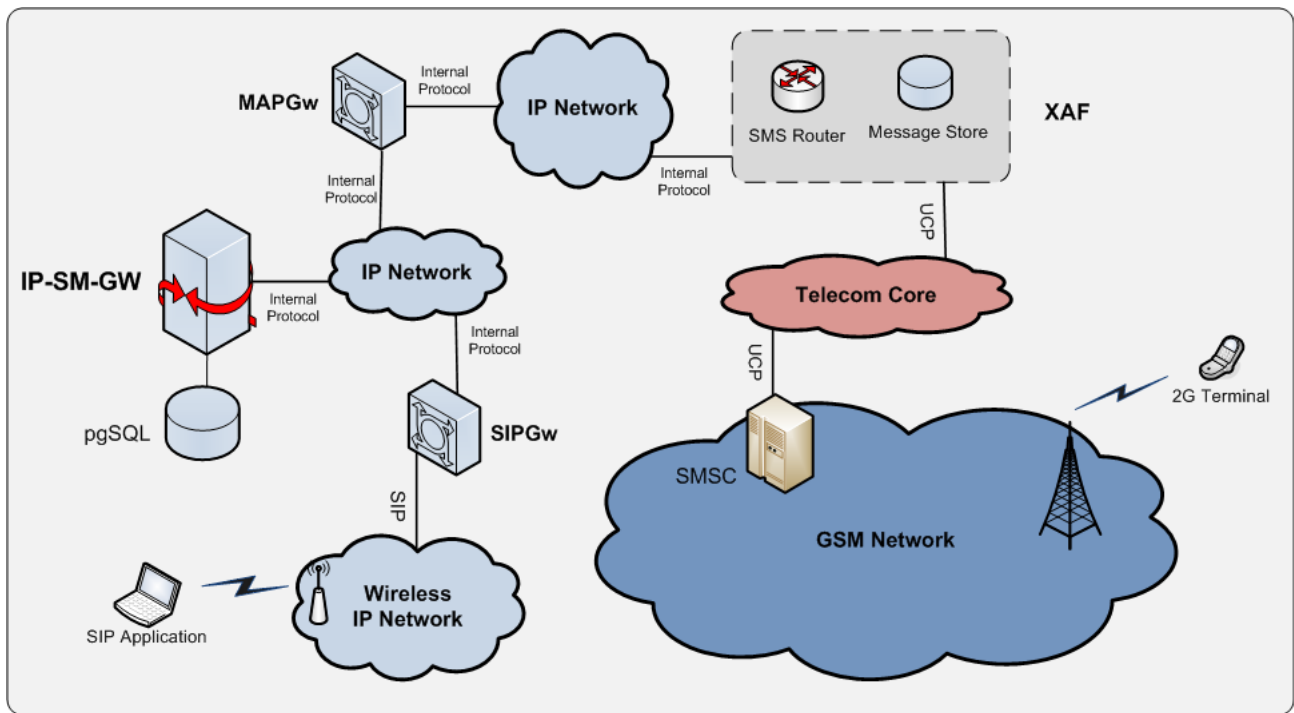 MAPGw
Internal
Protocol
IP Network
SMS Router
Message Store
XAF
Internal
Protocol
Internal
Protocol
UCP
IP-SM-GW
Internal
Protocol
IP Network
Telecom Core
Internal
Protocol
UCP
2G Terminal
pgSQL
SIPGw
SMSC
SIP
GSM Network
SIP Application
Wireless
IP Network